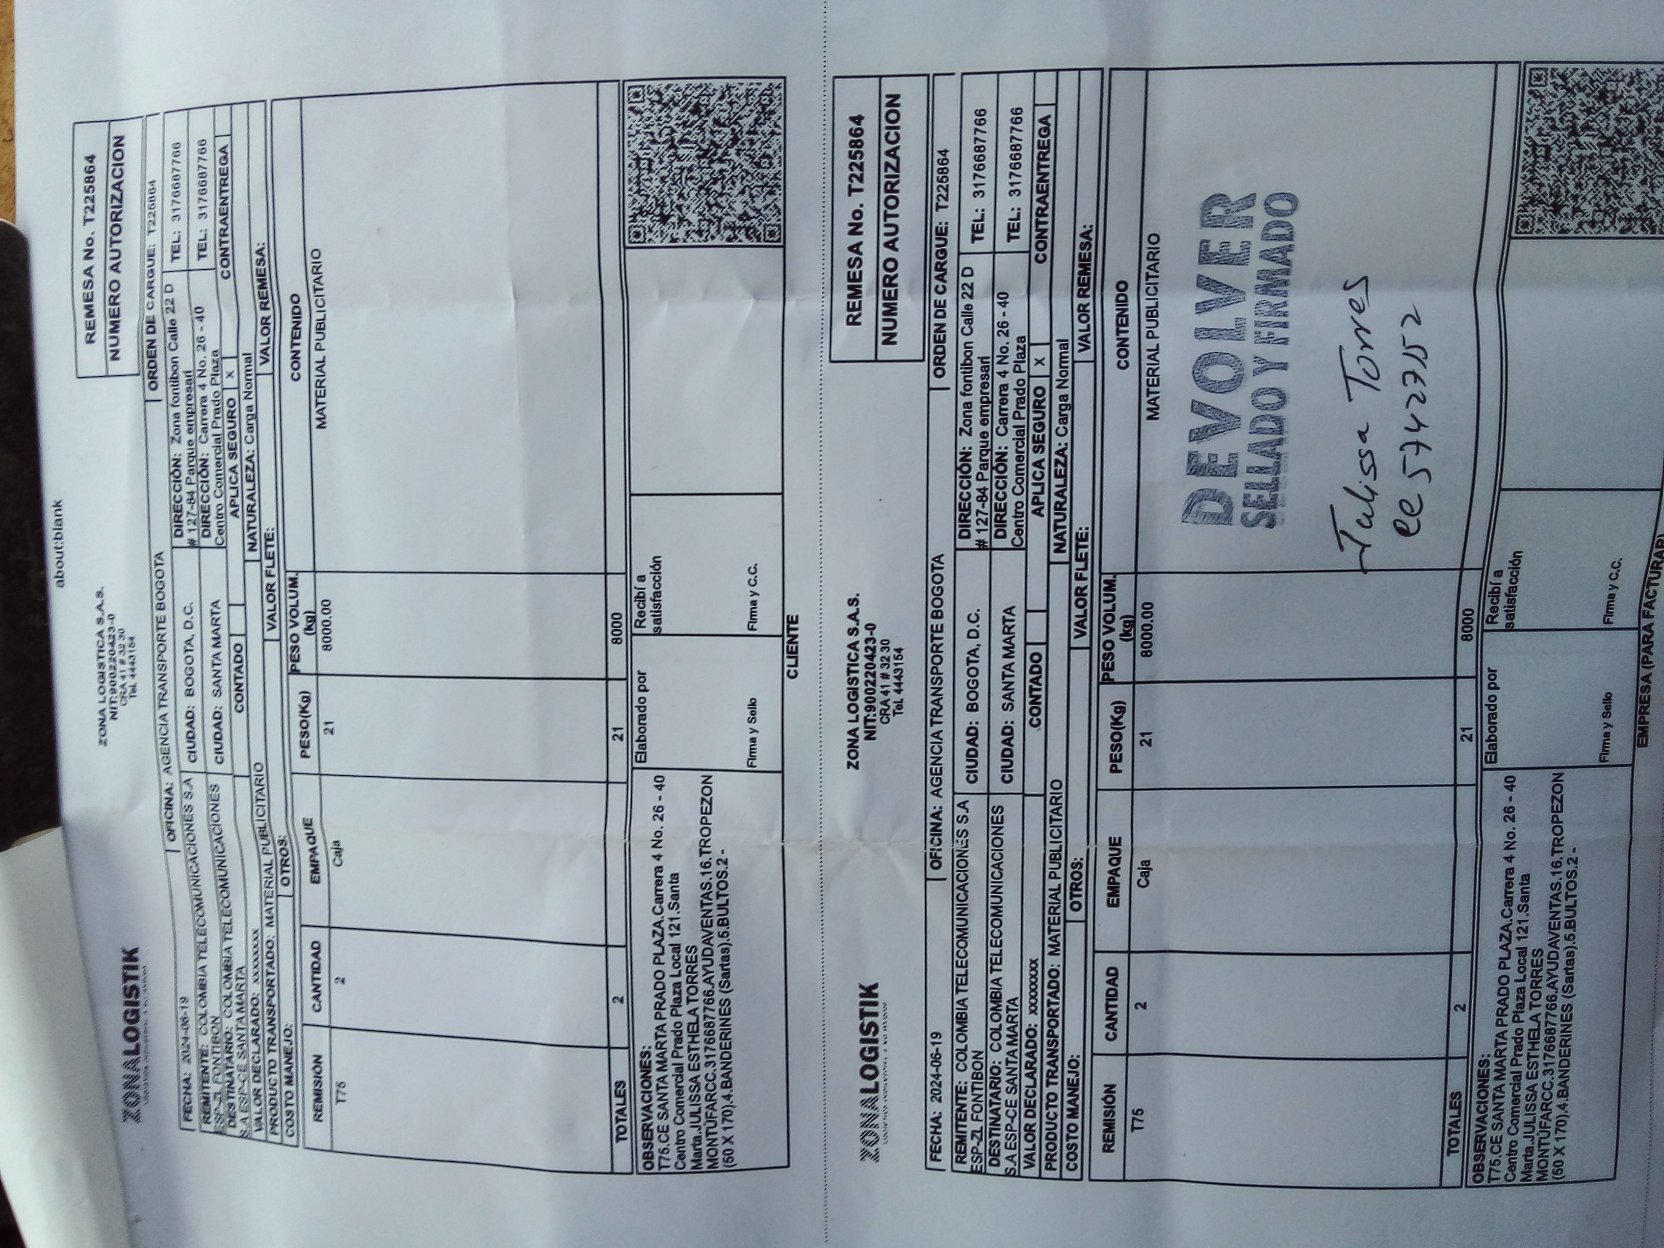 about:blank
ZONALOGISTIK
ZONA LOGISTICA S.A.S.
NIT:900220423-0
CRA 41 # 32 30
Tel. 4443154
REMESA No. T225864
NUMERO AUTORIZACION
FECHA: 2024-06-19
OFICINA: AGENCIA TRANSPORTE BOGOTA
ORDEN DE CARGUE: T225864
REMITENTE: COLOMBIA TELECOMUNICACIONES S.A
ESP-ZL FONTIBON
CIUDAD: BOGOTA, D.C.
DIRECCIÓN: Zona fontibon Calle 22 D
# 127-84 Parque empresari
TEL: 3176687766
DESTINATARIO: COLOMBIA TELECOMUNICACIONES
S.A ESP-CE SANTA MARTA
CIUDAD: SANTA MARTA
DIRECCIÓN: Carrera 4 No. 26 - 40
Centro Comercial Prado Plaza
TEL: 3176687766
VALOR DECLARADO: xxxxxxxx
CONTADO
APLICA SEGURO X
CONTRAENTREGA
PRODUCTO TRANSPORTADO: MATERIAL PUBLICITARIO
NATURALEZA: Carga Normal
COSTO MANEJO:
OTROS:
VALOR FLETE:
VALOR REMESA:
REMISIÓN CANTIDAD EMPAQUE PESO(Kg) PESO VOLUM. (kg) CONTENIDO
T75 2 Caja 21 8000.00 MATERIAL PUBLICITARIO
TOTALES 2 21 8000
OBSERVACIONES:
T75.CE SANTA MARTA PRADO PLAZA.Carrera 4 No. 26 - 40
Centro Comercial Prado Plaza Local 121.Santa
Marta.JULISSA ESTHELA TORRES
MONTÚFARCC.3176687766.AYUDAVENTAS.16.TROPEZON
(50 X 170).4.BANDERINES (Sartas).5.BULTOS.2 -
Elaborado por
Firma y Sello
Recibí a
satisfacción
Firma y C.C.
CLIENTE
ZONALOGISTIK
ZONA LOGISTICA S.A.S.
NIT:900220423-0
CRA 41 # 32 30
Tel. 4443154
REMESA No. T225864
NUMERO AUTORIZACION
FECHA: 2024-06-19
OFICINA: AGENCIA TRANSPORTE BOGOTA
ORDEN DE CARGUE: T225864
REMITENTE: COLOMBIA TELECOMUNICACIONES S.A
ESP-ZL FONTIBON
CIUDAD: BOGOTA, D.C.
DIRECCIÓN: Zona fontibon Calle 22 D
# 127-84 Parque empresari
TEL: 3176687766
DESTINATARIO: COLOMBIA TELECOMUNICACIONES
S.A ESP-CE SANTA MARTA
CIUDAD: SANTA MARTA
DIRECCIÓN: Carrera 4 No. 26 - 40
Centro Comercial Prado Plaza
TEL: 3176687766
VALOR DECLARADO: xxxxxxxx
CONTADO
APLICA SEGURO X
CONTRAENTREGA
PRODUCTO TRANSPORTADO: MATERIAL PUBLICITARIO
NATURALEZA: Carga Normal
COSTO MANEJO:
OTROS:
VALOR FLETE:
VALOR REMESA:
REMISIÓN CANTIDAD EMPAQUE PESO(Kg) PESO VOLUM. (kg) CONTENIDO
T75 2 Caja 21 8000.00 MATERIAL PUBLICITARIO
DEVOLVER
SELLADO Y FIRMADO
Julissa Torres
cc 57427152
TOTALES 2 21 8000
OBSERVACIONES:
T75.CE SANTA MARTA PRADO PLAZA.Carrera 4 No. 26 - 40
Centro Comercial Prado Plaza Local 121.Santa
Marta.JULISSA ESTHELA TORRES
MONTÚFARCC.3176687766.AYUDAVENTAS.16.TROPEZON
(50 X 170).4.BANDERINES (Sartas).5.BULTOS.2 -
Elaborado por
Firma y Sello
Recibí a
satisfacción
Firma y C.C.
EMPRESA (PARA FACTURAR)